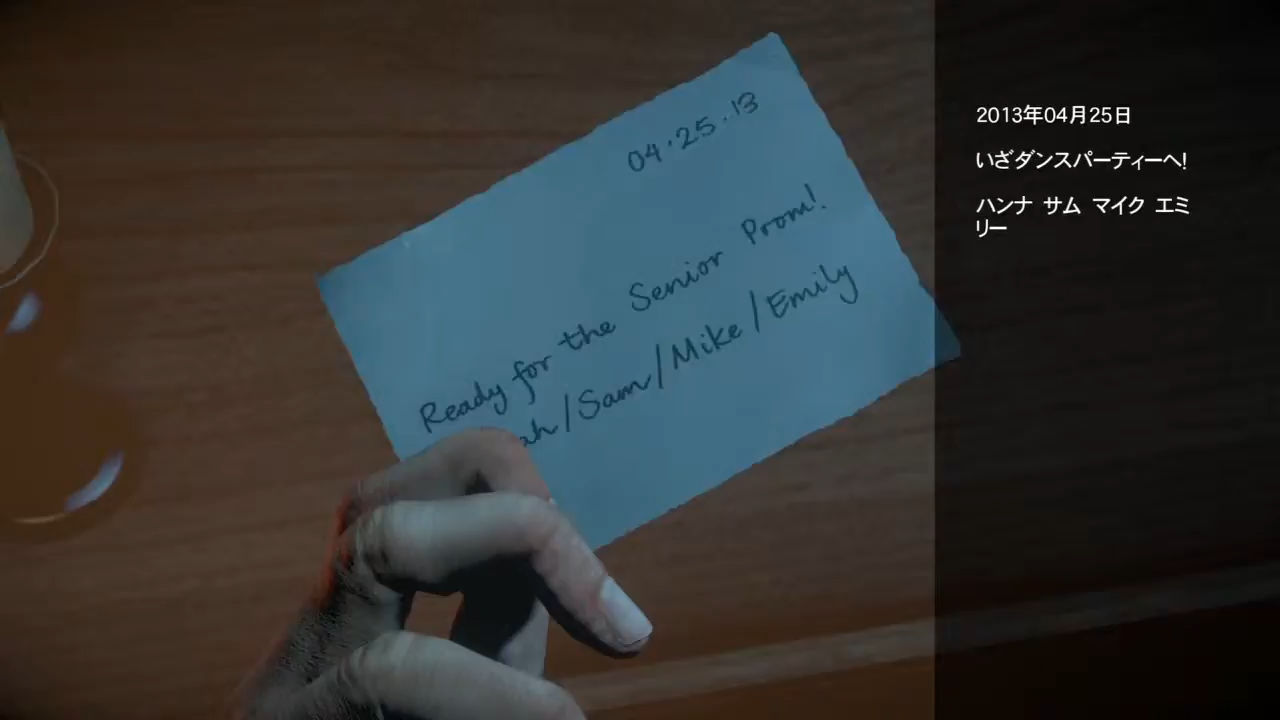 04.25.13
Ready for the Senior Prom!
ah/Sam/Mike/Emily
2013年04月25日
いざダンスパーティーへ!
ハンナ サム マイク エミ
リー